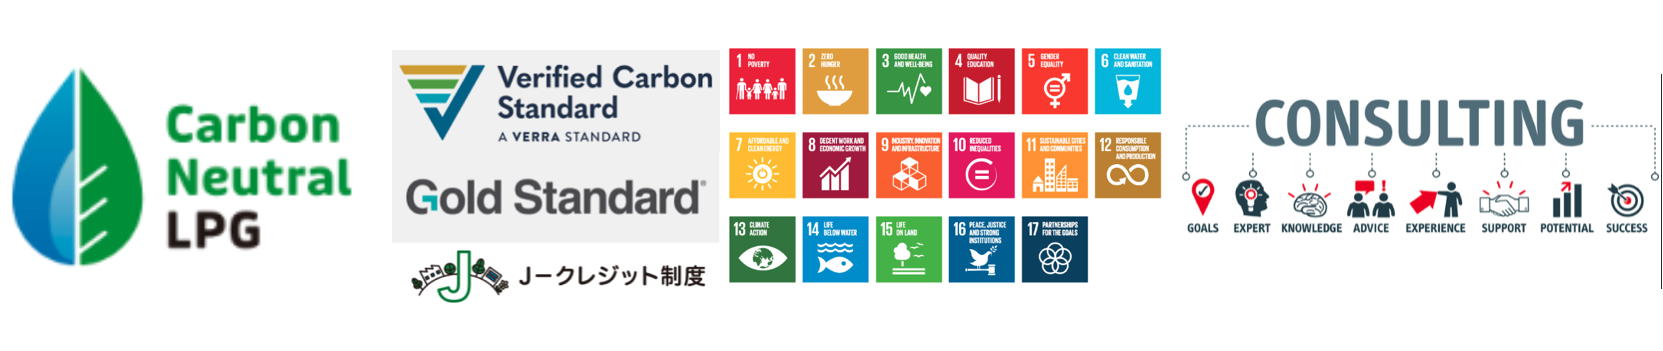 Carbon
Neutral
LPG
Verified Carbon
Standard
A VERRA STANDARD
Gold Standard®
J-クレジット制度
1 NO
POVERTY
2 ZERO
HUNGER
3 GOOD HEALTH
AND WELL-BEING
4 QUALITY
EDUCATION
5 GENDER
EQUALITY
6 CLEAN WATER
AND SANITATION
7 AFFORDABLE AND
CLEAN ENERGY
8 DECENT WORK AND
ECONOMIC GROWTH
9 INDUSTRY, INNOVATION
AND INFRASTRUCTURE
10 REDUCED
INEQUALITIES
11 SUSTAINABLE CITIES
AND COMMUNITIES
12 RESPONSIBLE
CONSUMPTION
AND PRODUCTION
13 CLIMATE
ACTION
14 LIFE
BELOW WATER
15 LIFE
ON LAND
16 PEACE, JUSTICE
AND STRONG
INSTITUTIONS
17 PARTNERSHIPS
FOR THE GOALS
CONSULTING
GOALS EXPERT KNOWLEDGE ADVICE EXPERIENCE SUPPORT POTENTIAL SUCCESS